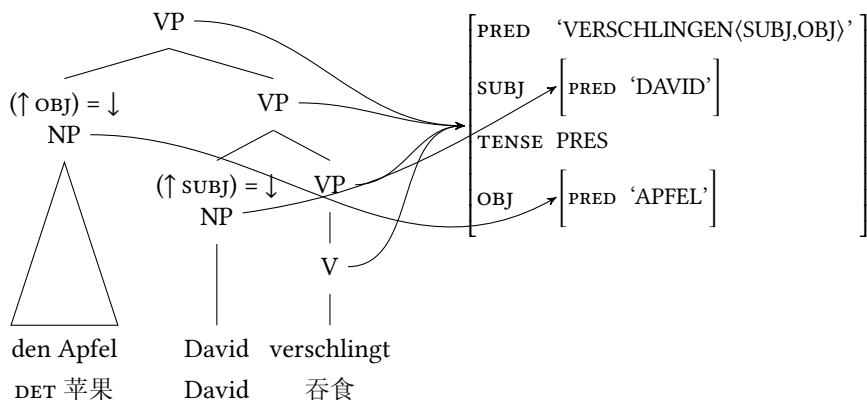 VP
PRED ‘VERSCHLINGEN⟨SUBJ,OBJ⟩’
SUBJ [PRED ‘DAVID’]
TENSE PRES
OBJ [PRED ‘APFEL’]
(↑ OBJ) = ↓
NP
VP
(↑ SUBJ) = ↓
NP
VP
V
den Apfel David verschlingt
DET 苹果 David 吞食